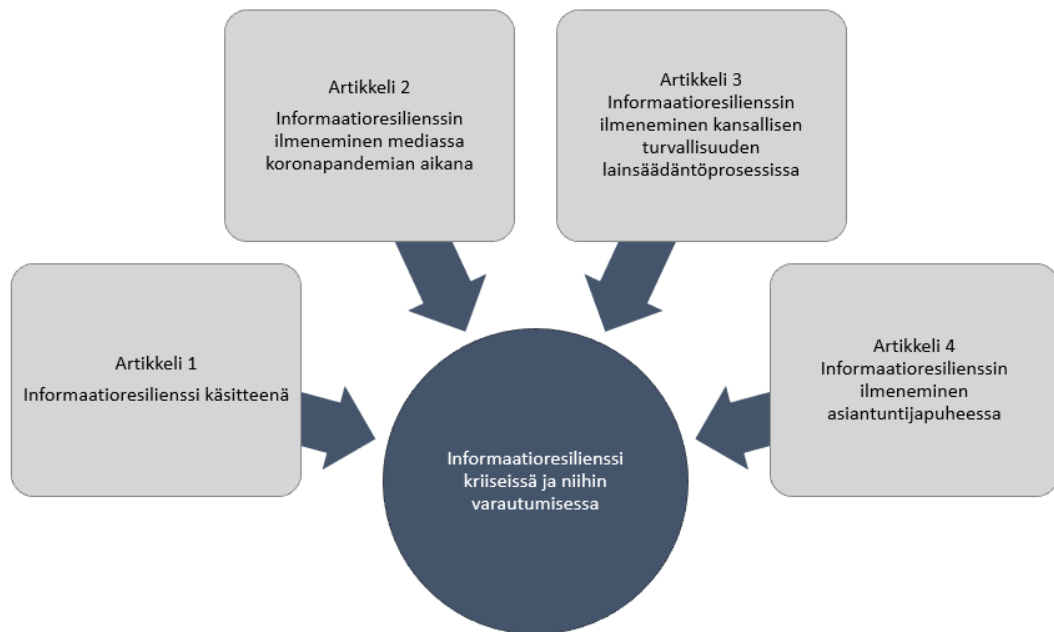 Artikkeli 1
Informaatioresilienssi käsitteenä
Artikkeli 2
Informaatioresilienssin
ilmeneminen mediassa
koronapandemian aikana
Artikkeli 3
Informaatioresilienssin
ilmeneminen kansallisen
turvallisuuden
lainsäädäntöprosessissa
Artikkeli 4
Informaatioresilienssin
ilmeneminen
asiantuntijapuheessa
Informaatioresilienssi
kriiseissä ja niihin
varautumisessa